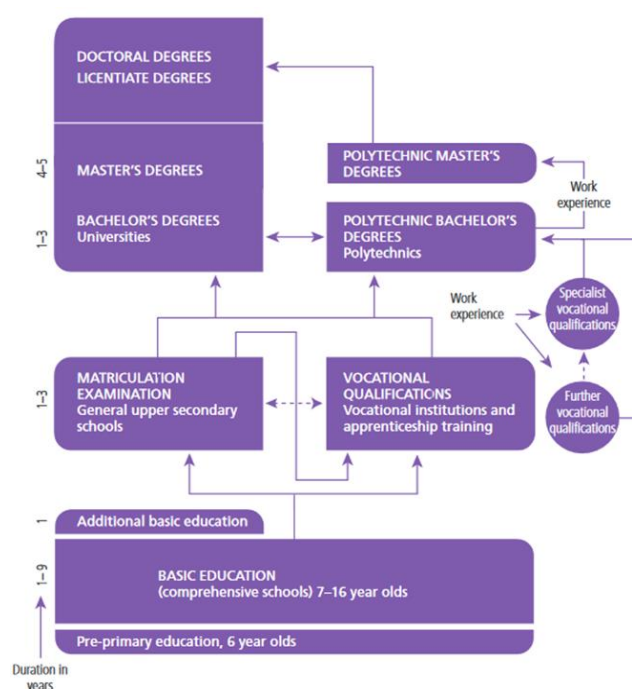 DOCTORAL DEGREES
LICENTIATE DEGREES
4–5
MASTER'S DEGREES
POLYTECHNIC MASTER'S
DEGREES
Work
experience
1–3
BACHELOR'S DEGREES
Universities
POLYTECHNIC BACHELOR'S
DEGREES
Polytechnics
Work
experience
Specialist
vocational
qualifications
1–3
MATRICULATION
EXAMINATION
General upper secondary
schools
VOCATIONAL
QUALIFICATIONS
Vocational institutions and
apprenticeship training
Further
vocational
qualifications
1
Additional basic education
1–9
BASIC EDUCATION
(comprehensive schools) 7–16 year olds
Pre-primary education, 6 year olds
Duration in
years